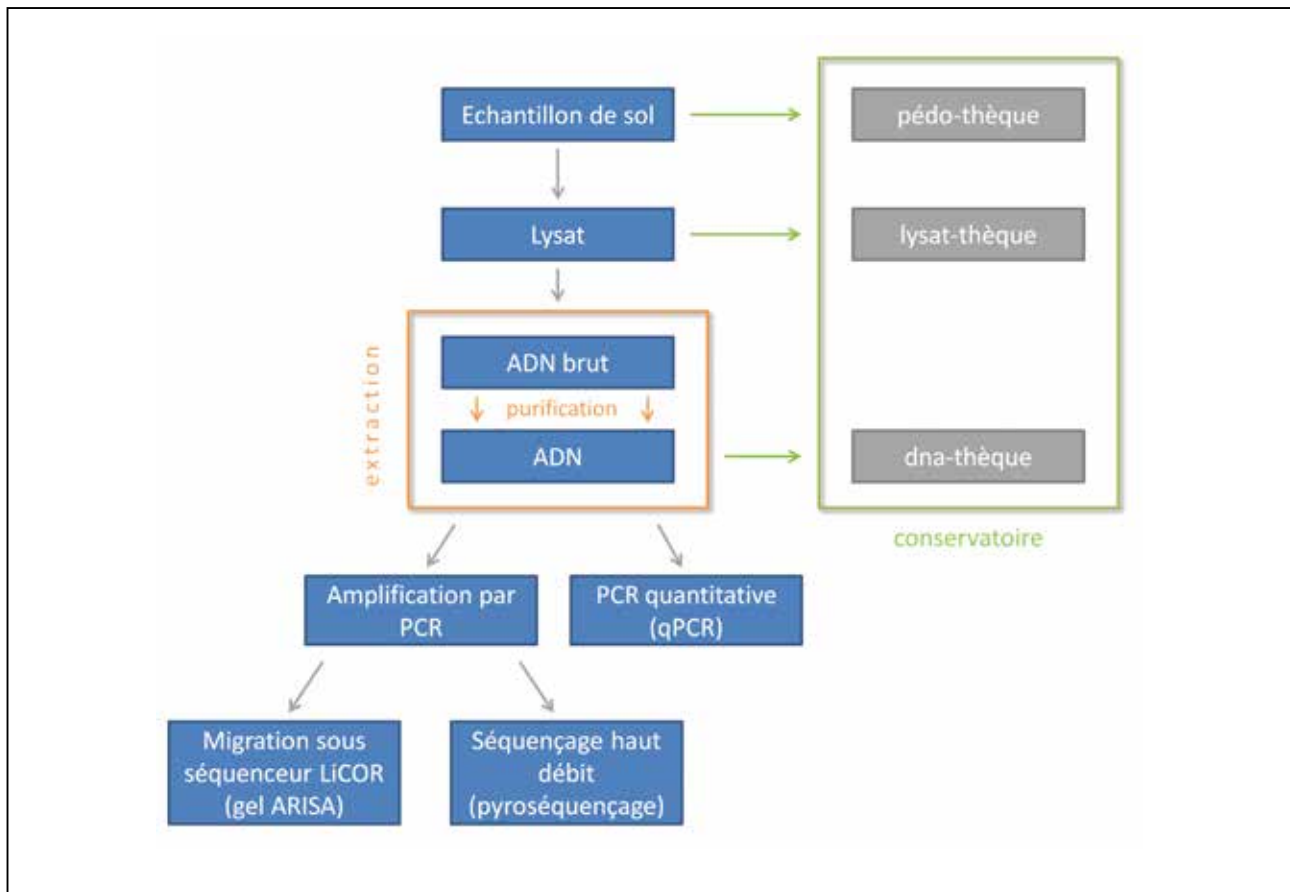 Echantillon de sol
pédo-thèque
Lysat
lysat-thèque
extraction
ADN brut
purification
ADN
dna-thèque
conservatoire
Amplification par
PCR
PCR quantitative
(qPCR)
Migration sous
séquenceur LiCOR
(gel ARISA)
Séquençage haut
débit
(pyroséquençage)